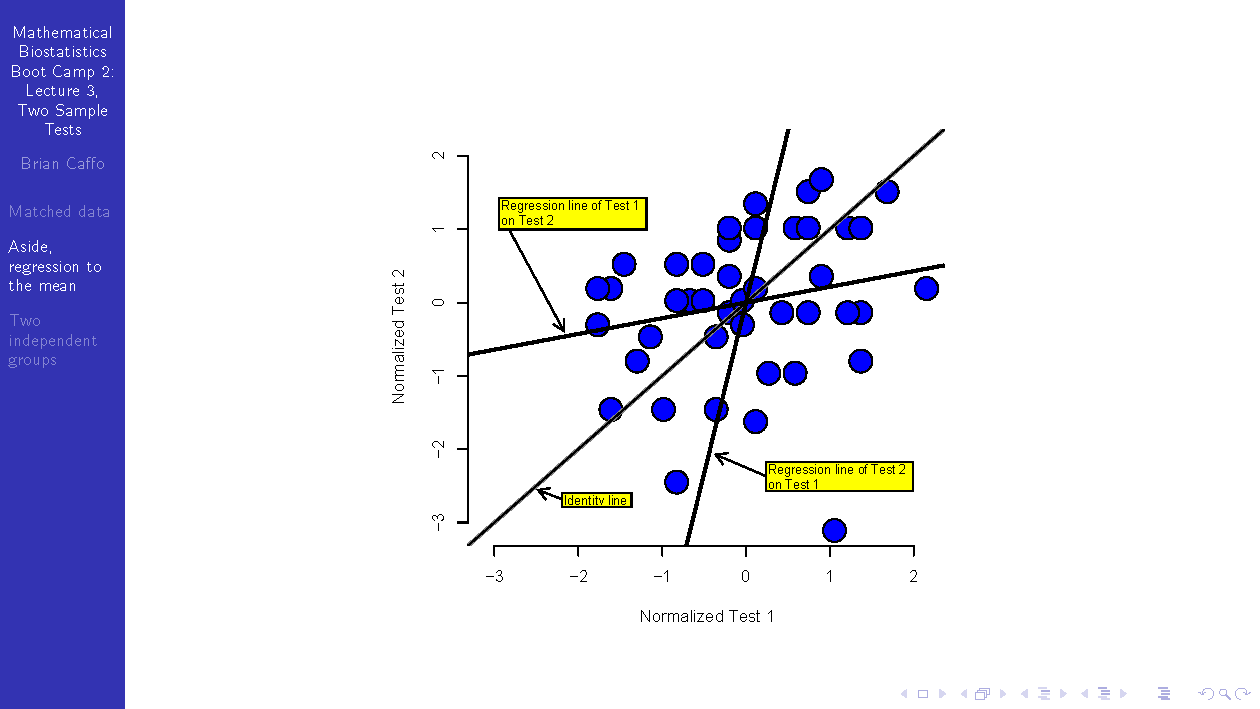 Mathematical
Biostatistics
Boot Camp 2:
Lecture 3,
Two Sample
Tests
Brian Caffo
Matched data
Aside,
regression to
the mean
Two
independent
groups
Regression line of Test 1
on Test 2
Regression line of Test 2
on Test 1
Identity line
Normalized Test 2
2
1
0
−1
−2
−3
−3
−2
−1
0
1
2
Normalized Test 1